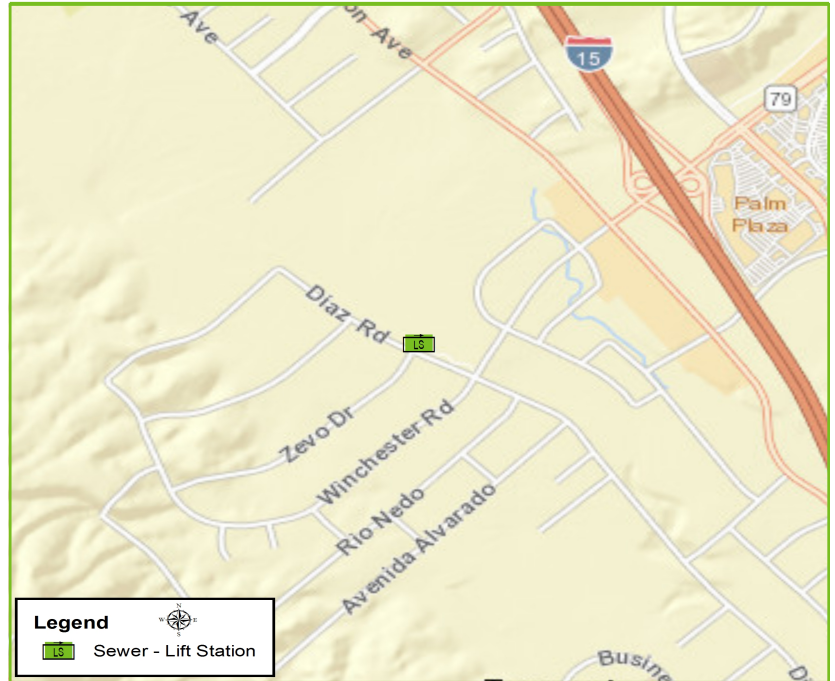 Ave
on Ave
15
79
Palm
Plaza
Diaz Rd
LS
Zevo Dr
Winchester Rd
Rio Nedo
Avenida Alvarado
Legend
N
W
E
S
LS
Sewer - Lift Station
Busine
Di